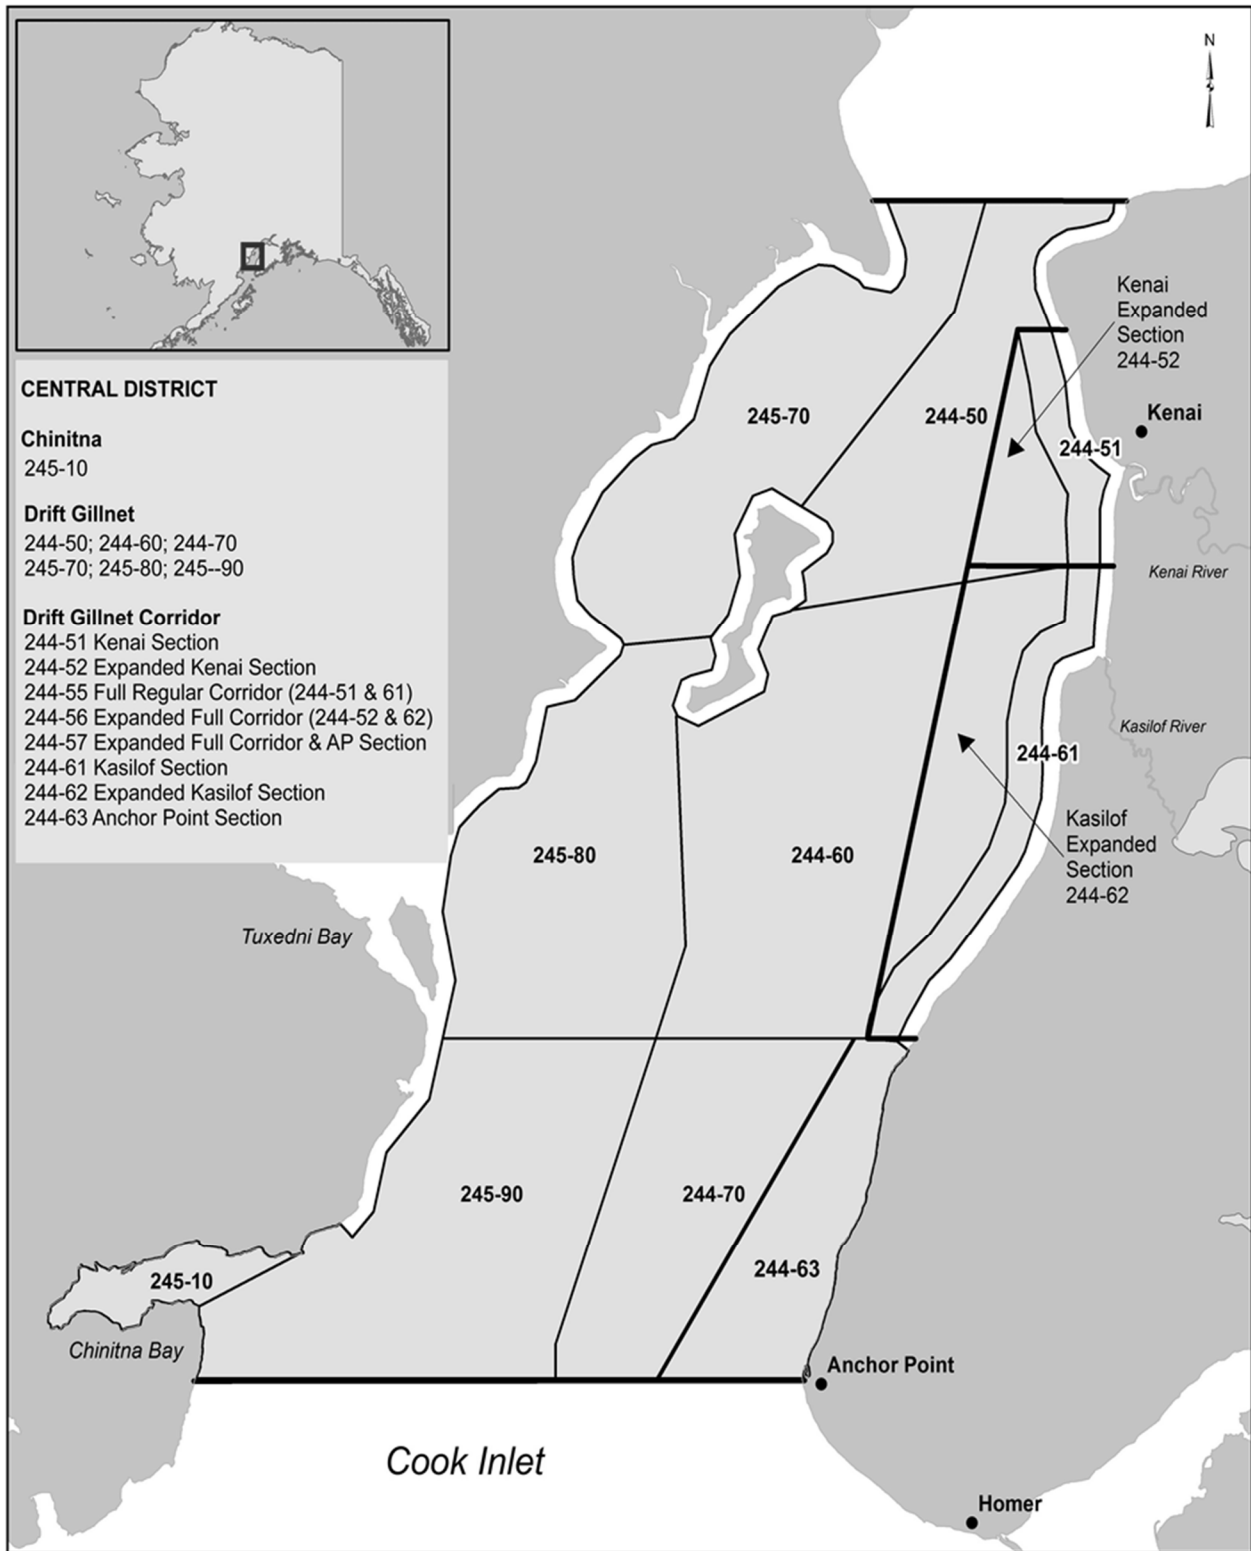 N
CENTRAL DISTRICT
Chinitna
245-10
Drift Gillnet
244-50; 244-60; 244-70
245-70; 245-80; 245--90
Drift Gillnet Corridor
244-51 Kenai Section
244-52 Expanded Kenai Section
244-55 Full Regular Corridor (244-51 & 61)
244-56 Expanded Full Corridor (244-52 & 62)
244-57 Expanded Full Corridor & AP Section
244-61 Kasilof Section
244-62 Expanded Kasilof Section
244-63 Anchor Point Section
Kenai
Expanded
Section
244-52
245-70
244-50
Kenai
244-51
Kenai River
Kasilof River
244-61
Kasilof
Expanded
Section
244-62
245-80
244-60
Tuxedni Bay
245-90
244-70
244-63
245-10
Chinitna Bay
Anchor Point
Cook Inlet
Homer